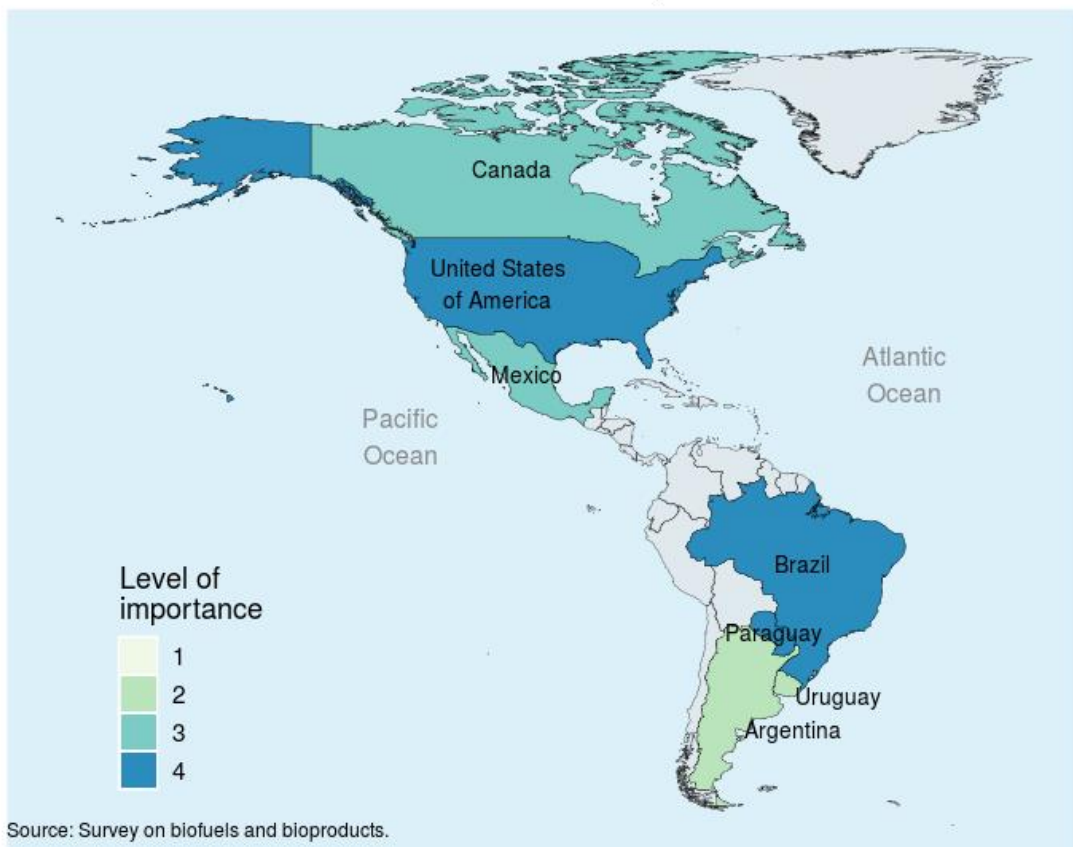 Canada
United States
of America
Mexico
Atlantic
Ocean
Pacific
Ocean
Brazil
Paraguay
Uruguay
Argentina
Level of
importance
1
2
3
4
Source: Survey on biofuels and bioproducts.